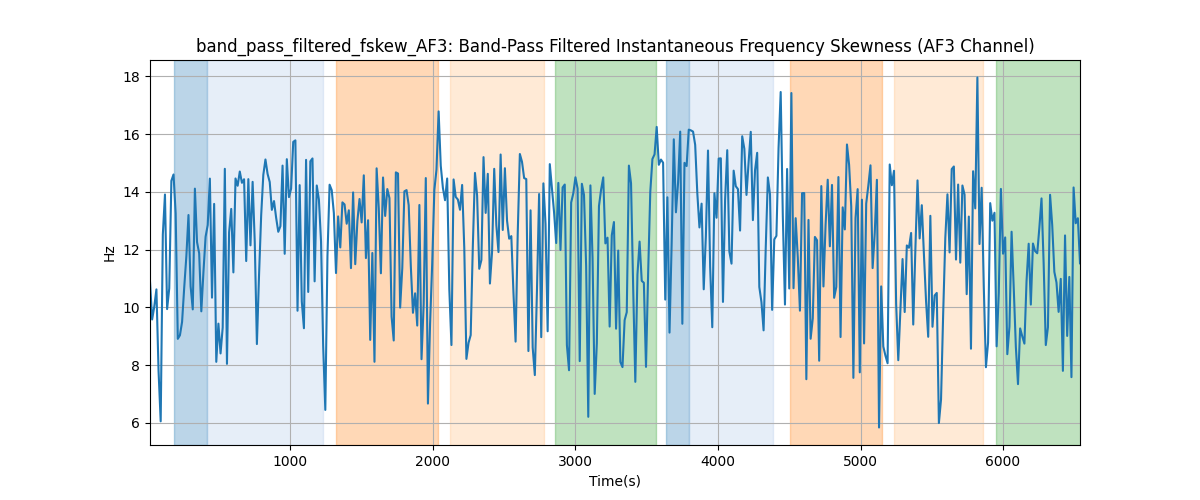 band_pass_filtered_fskew_AF3: Band-Pass Filtered Instantaneous Frequency Skewness (AF3 Channel)
18
16
14
12
10
8
6
Hz
1000 2000 3000 4000 5000 6000
Time(s)